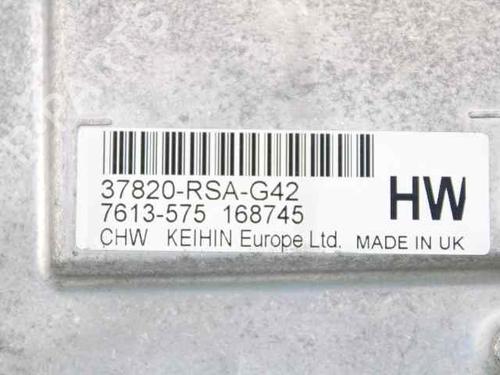 37820-RSA-G42
HW
7613-575 168745
CHW KEIHIN Europe Ltd. MADE IN UK